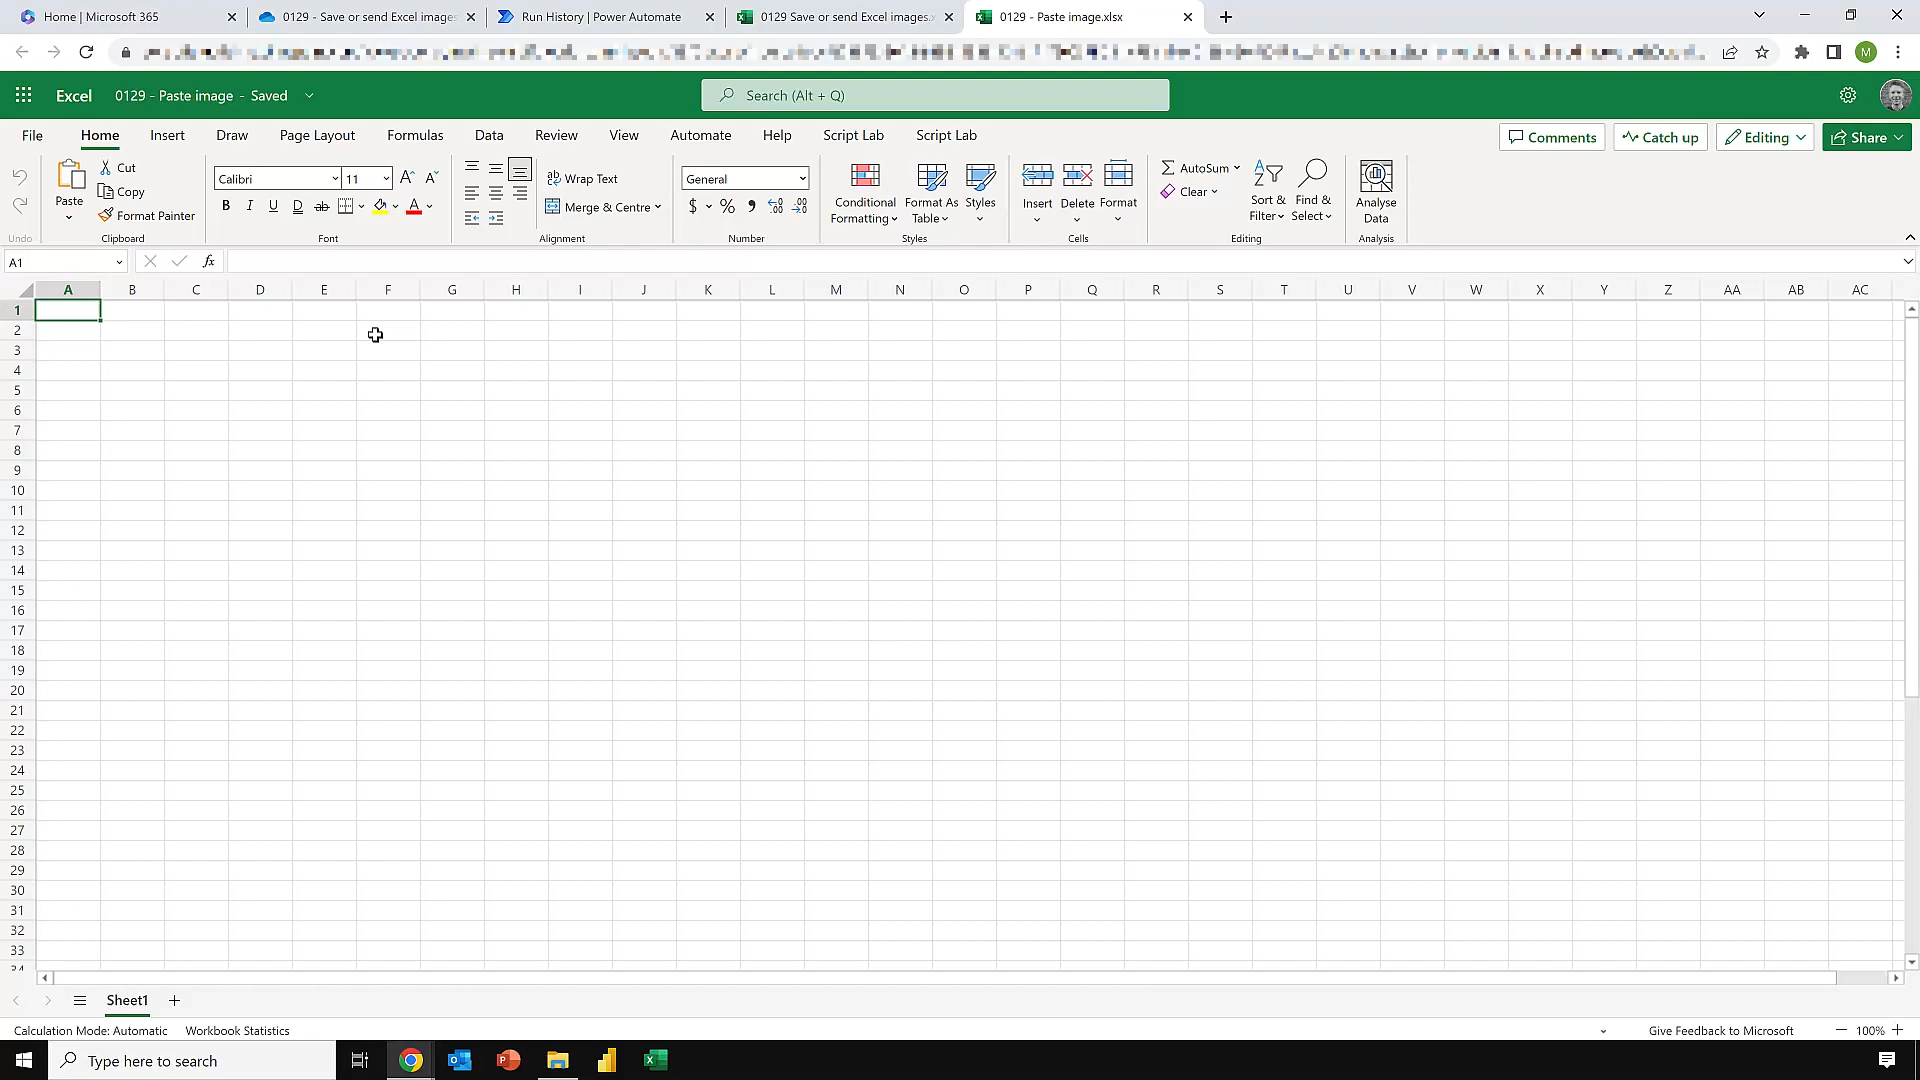 Home | Microsoft 365
0129 - Save or send Excel images
Run History | Power Automate
0129 Save or send Excel images.
0129 - Paste image.xlsx
M
Excel
0129 - Paste image - Saved
Search (Alt + Q)
File Home Insert Draw Page Layout Formulas Data Review View Automate Help Script Lab Script Lab
Comments Catch up Editing Share
Paste
Cut
Copy
Format Painter
Calibri 11
B I U D ab
A
ab Wrap Text
Merge & Centre
General
$ %
Conditional Formatting
Format As Table
Styles
Insert
Delete
Format
AutoSum
Clear
Sort & Filter
Find & Select
Analyse Data
Undo Clipboard Font Alignment Number Styles Cells Editing Analysis
A1
fx
A B C D E F G H I J K L M N O P Q R S T U V W X Y Z AA AB AC
1
2
3
4
5
6
7
8
9
10
11
12
13
14
15
16
17
18
19
20
21
22
23
24
25
26
27
28
29
30
31
32
33
34
Sheet1
Calculation Mode: Automatic Workbook Statistics
Give Feedback to Microsoft
100%
Type here to search